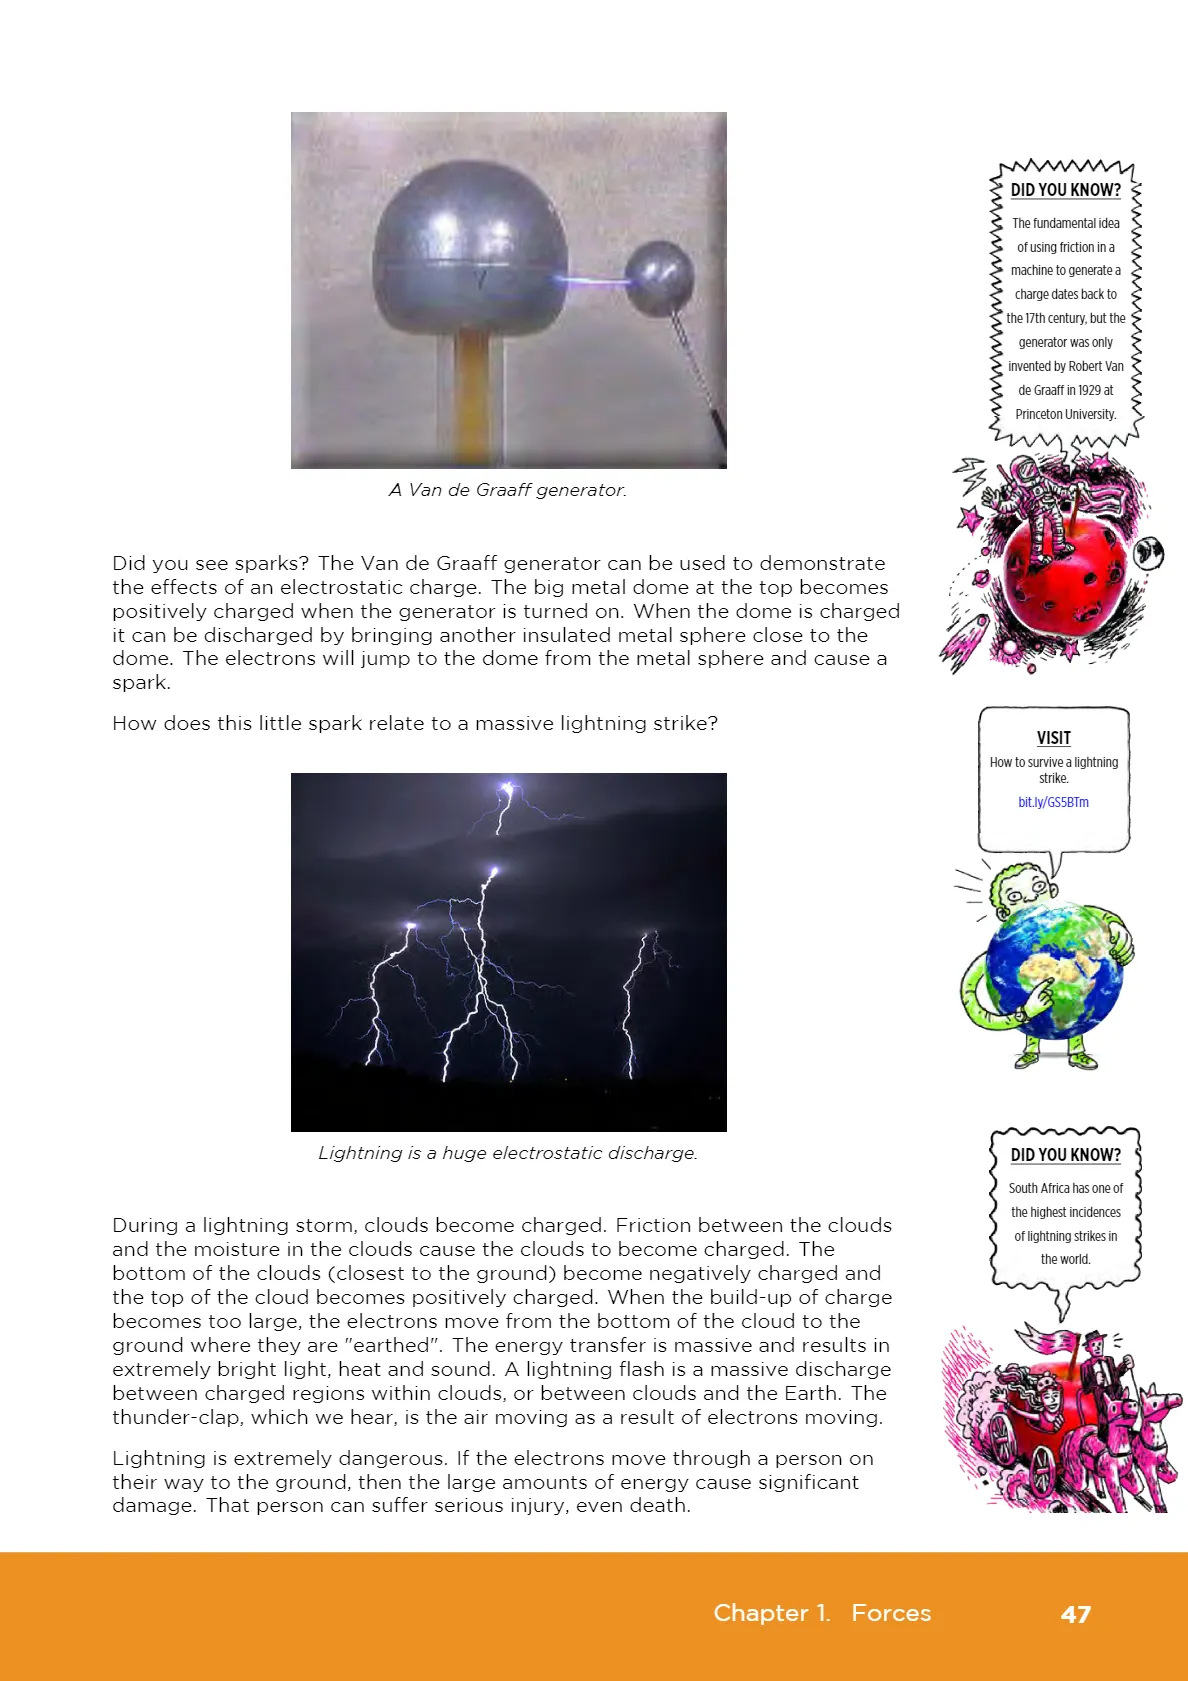 A Van de Graaff generator.
Did you see sparks? The Van de Graaff generator can be used to demonstrate
the effects of an electrostatic charge. The big metal dome at the top becomes
positively charged when the generator is turned on. When the dome is charged
it can be discharged by bringing another insulated metal sphere close to the
dome. The electrons will jump to the dome from the metal sphere and cause a
spark.
How does this little spark relate to a massive lightning strike?
Lightning is a huge electrostatic discharge.
During a lightning storm, clouds become charged. Friction between the clouds
and the moisture in the clouds cause the clouds to become charged. The
bottom of the clouds (closest to the ground) become negatively charged and
the top of the cloud becomes positively charged. When the build-up of charge
becomes too large, the electrons move from the bottom of the cloud to the
ground where they are "earthed". The energy transfer is massive and results in
extremely bright light, heat and sound. A lightning flash is a massive discharge
between charged regions within clouds, or between clouds and the Earth. The
thunder-clap, which we hear, is the air moving as a result of electrons moving.
Lightning is extremely dangerous. If the electrons move through a person on
their way to the ground, then the large amounts of energy cause significant
damage. That person can suffer serious injury, even death.
DID YOU KNOW?
The fundamental idea
of using friction in a
machine to generate a
charge dates back to
the 17th century, but the
generator was only
invented by Robert Van
de Graaff in 1929 at
Princeton University.
VISIT
How to survive a lightning
strike.
bit.ly/GS5BTm
DID YOU KNOW?
South Africa has one of
the highest incidences
of lightning strikes in
the world.
Chapter 1. Forces 47